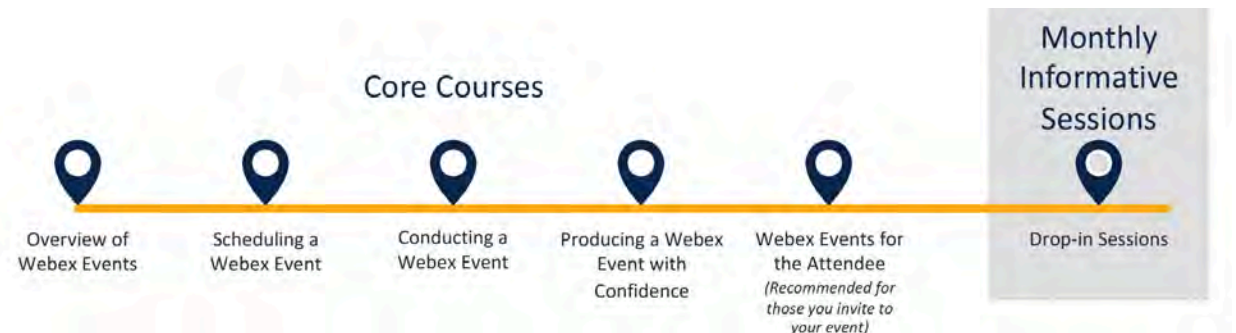 Core Courses
Monthly
Informative
Sessions
Overview of
Webex Events
Scheduling a
Webex Event
Conducting a
Webex Event
Producing a Webex
Event with
Confidence
Webex Events for
the Attendee
(Recommended for
those you invite to
your event)
Drop-in Sessions